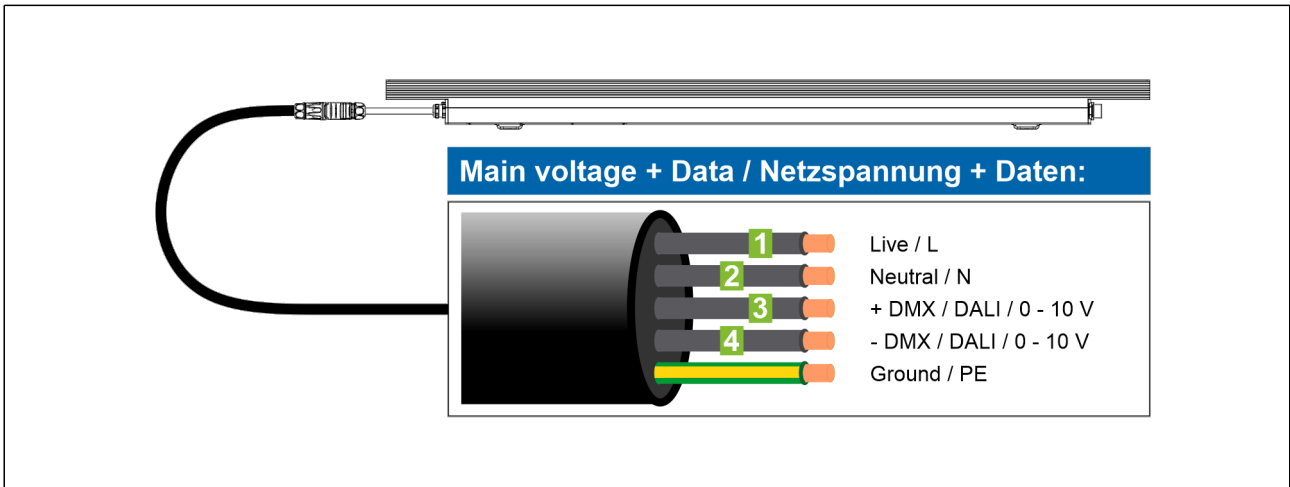 Main voltage + Data / Netzspannung + Daten:
1 Live / L
2 Neutral / N
3 + DMX / DALI / 0 - 10 V
4 - DMX / DALI / 0 - 10 V
Ground / PE